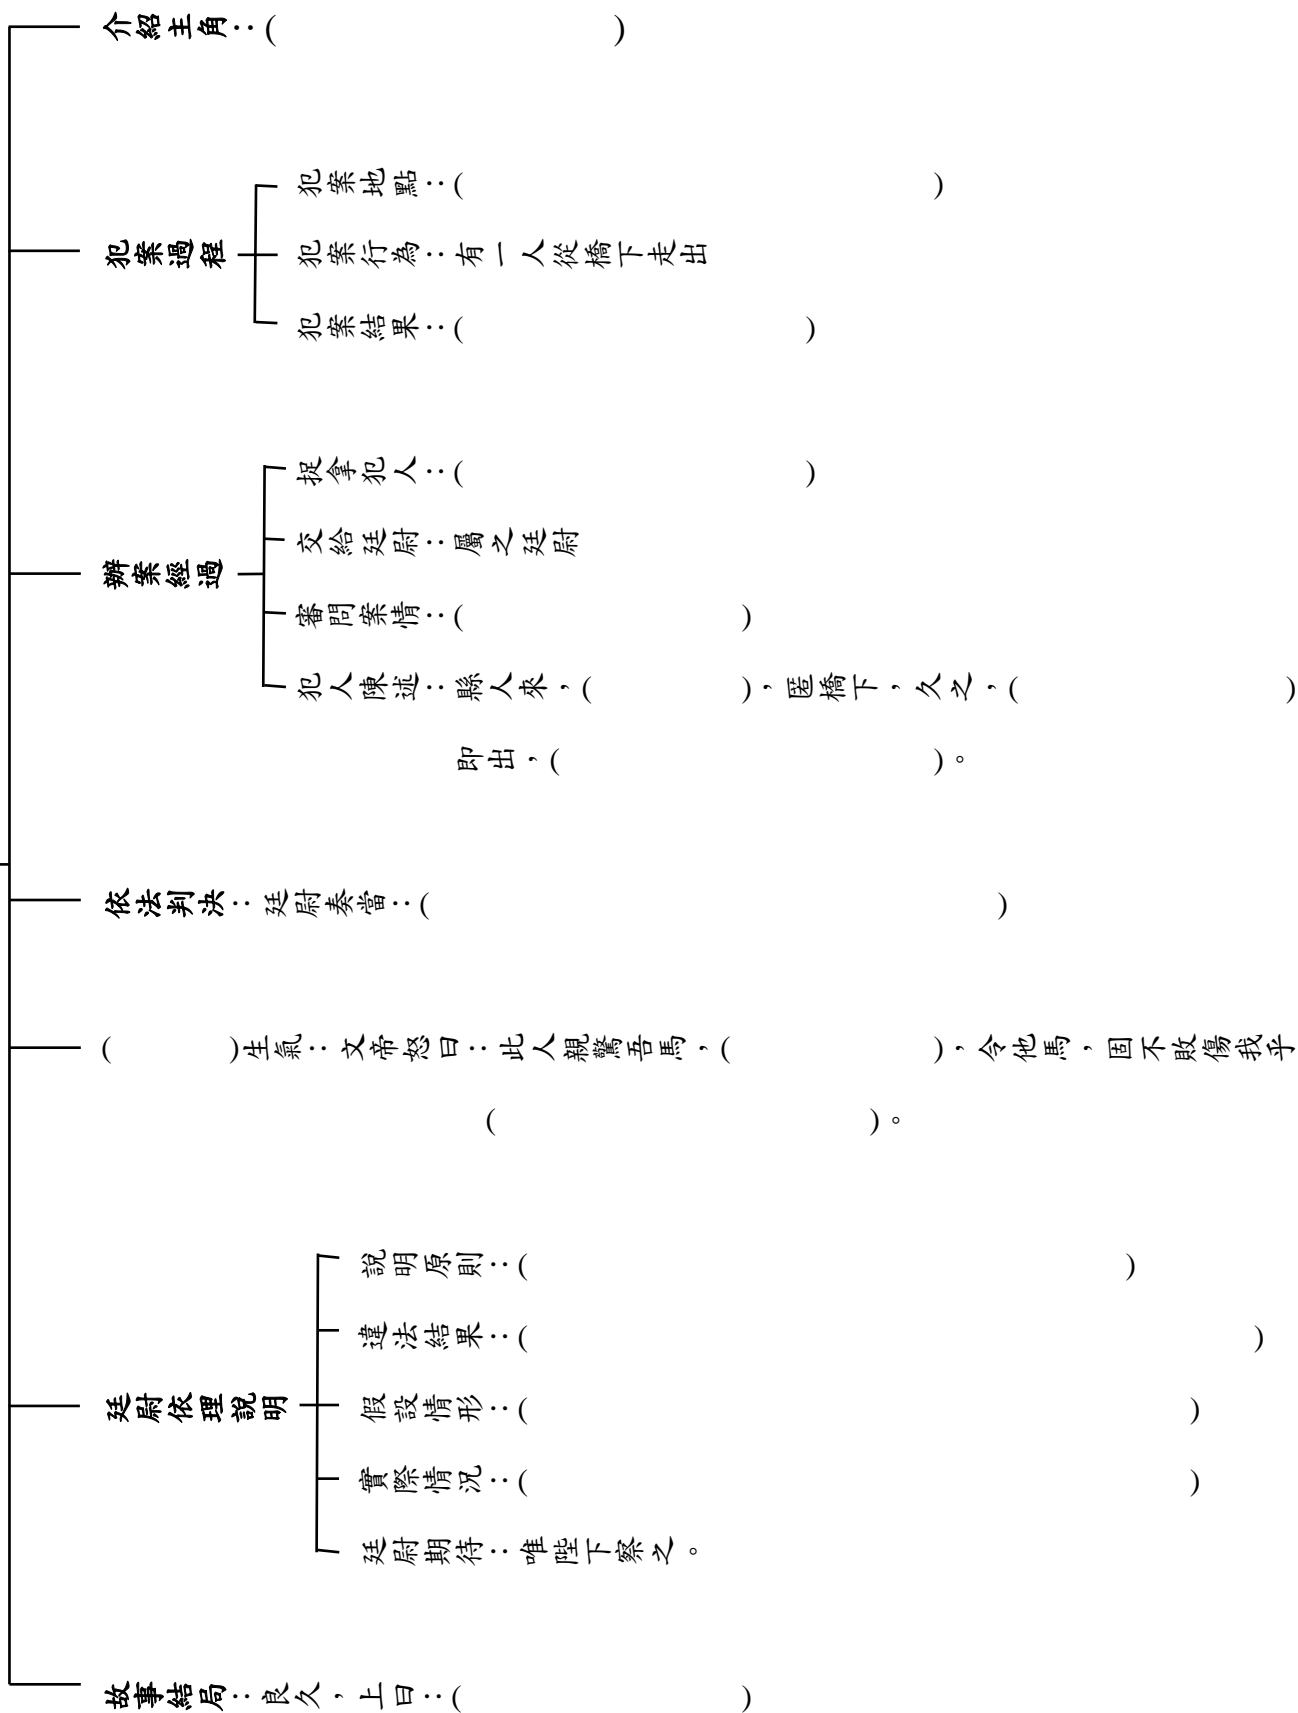 介紹主角：(　　　　　)
犯案過程
犯案地點：(　　　　　)
犯案行為：有一人從橋下走出
犯案結果：(　　　　　)
辦案經過
捉拿犯人：(　　　　　)
交給廷尉：屬之廷尉
審問案情：(　　　　　)
犯人陳述：縣人來，(　　　　　)，匿橋下，久之，(　　　　　)
即出，(　　　　　)。
依法判決：廷尉奏當：(　　　　　)
(　　　　　)生氣：文帝怒曰：此人親驚吾馬，(　　　　　)，令他馬，固不敗傷我乎
(　　　　　)。
廷尉依理說明
說明原則：(　　　　　)
違法結果：(　　　　　)
假設情形：(　　　　　)
實際情況：(　　　　　)
廷尉期待：唯陛下察之。
故事結局：良久，上曰：(　　　　　)